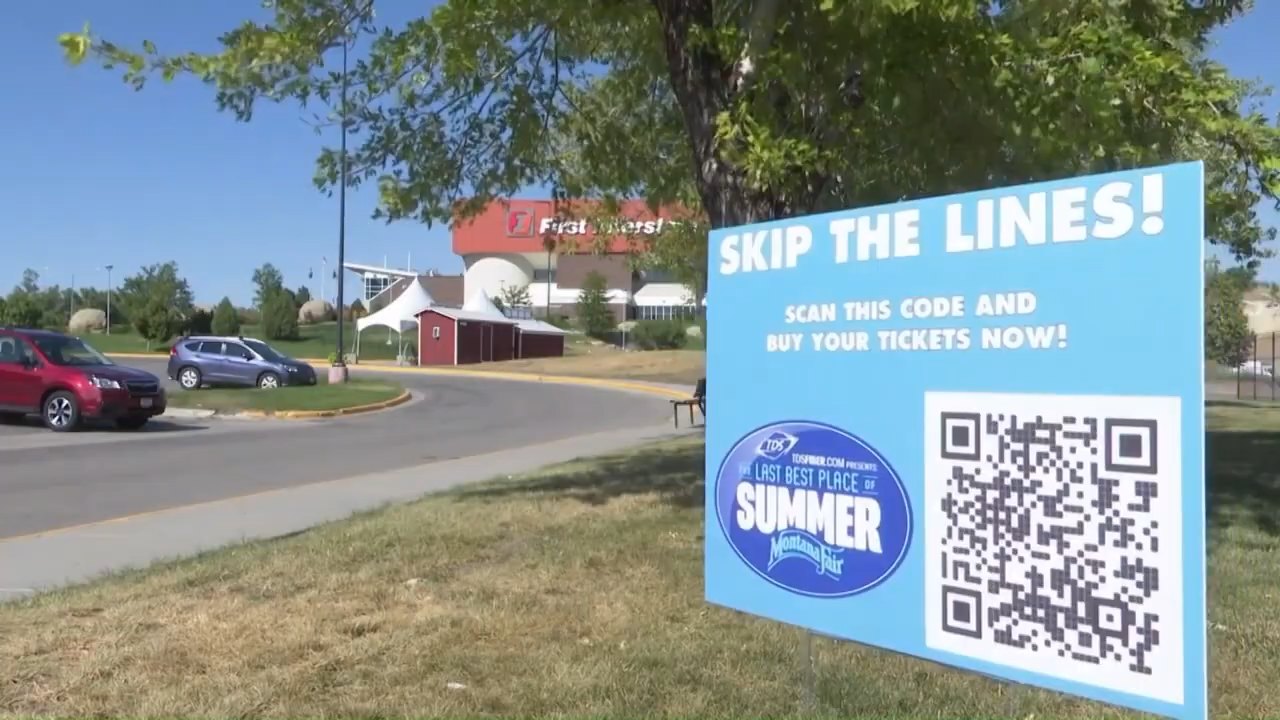 First
SKIP THE LINES!
SCAN THIS CODE AND
BUY YOUR TICKETS NOW!
TDS
TDSFIBER.COM PRESENTS
THE LAST BEST PLACE OF
SUMMER
MontanaFair